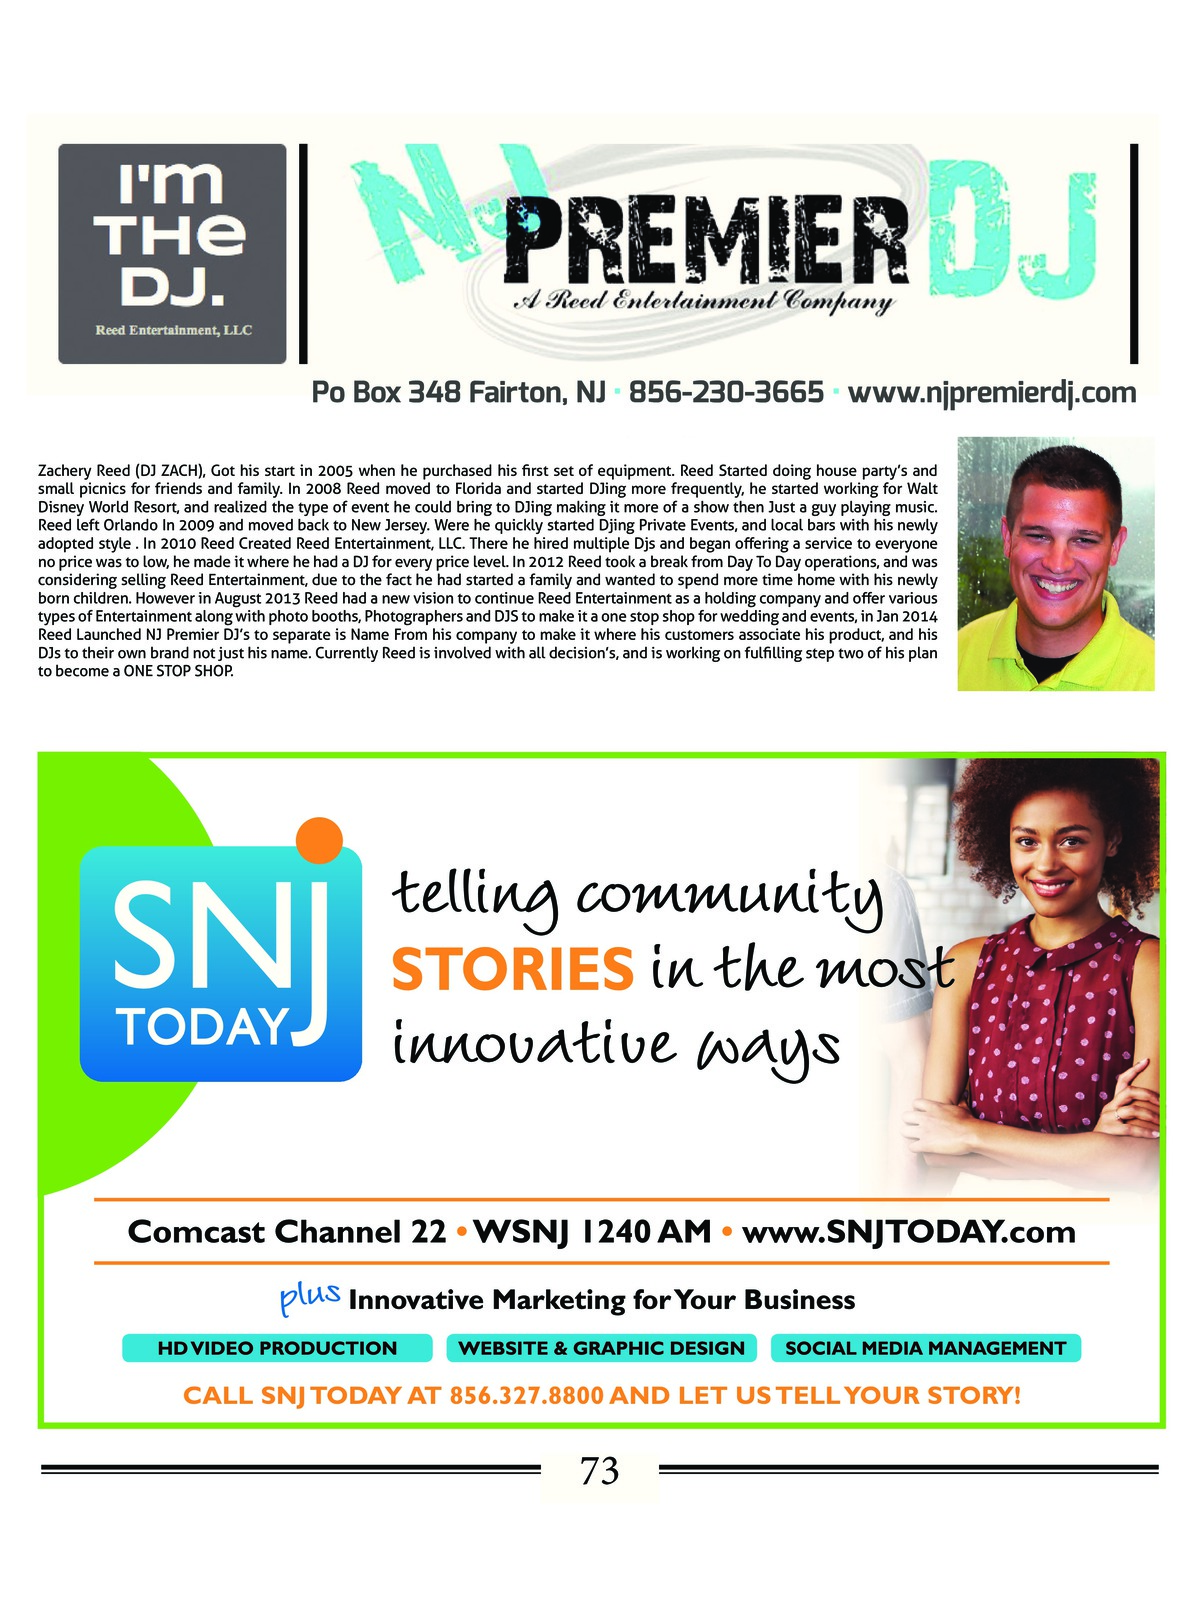 I'm
THe
DJ.
Reed Entertainment, LLC
NJ PREMIER DJ
A Reed Entertainment Company
Po Box 348 Fairton, NJ · 856-230-3665 · www.njpremierdj.com
Zachery Reed (DJ ZACH), Got his start in 2005 when he purchased his first set of equipment. Reed Started doing house party's and
small picnics for friends and family. In 2008 Reed moved to Florida and started DJing more frequently, he started working for Walt
Disney World Resort, and realized the type of event he could bring to DJing making it more of a show then Just a guy playing music.
Reed left Orlando In 2009 and moved back to New Jersey. Were he quickly started Djing Private Events, and local bars with his newly
adopted style . In 2010 Reed Created Reed Entertainment, LLC. There he hired multiple Djs and began offering a service to everyone
no price was to low, he made it where he had a DJ for every price level. In 2012 Reed took a break from Day To Day operations, and was
considering selling Reed Entertainment, due to the fact he had started a family and wanted to spend more time home with his newly
born children. However in August 2013 Reed had a new vision to continue Reed Entertainment as a holding company and offer various
types of Entertainment along with photo booths, Photographers and DJS to make it a one stop shop for wedding and events, in Jan 2014
Reed Launched NJ Premier DJ's to separate is Name From his company to make it where his customers associate his product, and his
DJs to their own brand not just his name. Currently Reed is involved with all decision's, and is working on fulfilling step two of his plan
to become a ONE STOP SHOP.
SNJ
TODAY
telling community
STORIES in the most
innovative ways
Comcast Channel 22 • WSNJ 1240 AM • www.SNJTODAY.com
plus Innovative Marketing for Your Business
HD VIDEO PRODUCTION
WEBSITE & GRAPHIC DESIGN
SOCIAL MEDIA MANAGEMENT
CALL SNJ TODAY AT 856.327.8800 AND LET US TELL YOUR STORY!
73